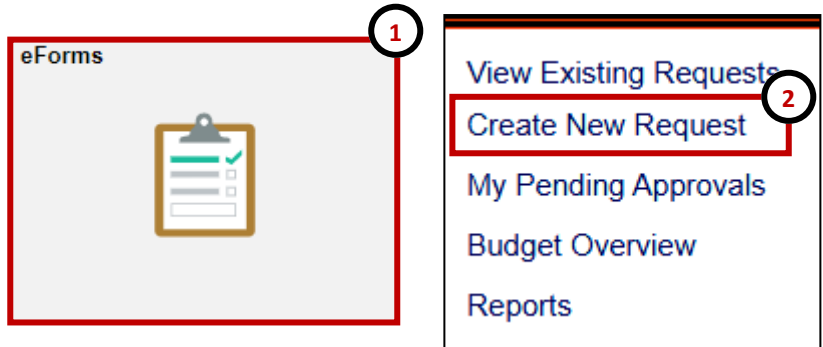 1
eForms
View Existing Requests
2
Create New Request
My Pending Approvals
Budget Overview
Reports